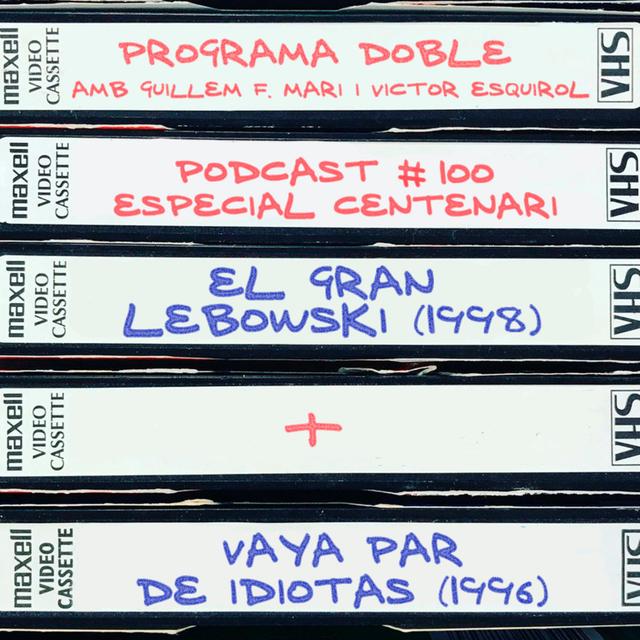 maxell
VIDEO
CASSETTE
PROGRAMA DOBLE
AMB GUILLEM F. MARI I VICTOR ESQUIROL
VHS
maxell
VIDEO
CASSETTE
PODCAST #100
ESPECIAL CENTENARI
VHS
maxell
VIDEO
CASSETTE
EL GRAN
LEBOWSKI (1998)
VHS
maxell
VIDEO
CASSETTE
+
VHS
maxell
VIDEO
CASSETTE
VAYA PAR
DE IDIOTAS (1996)
VHS